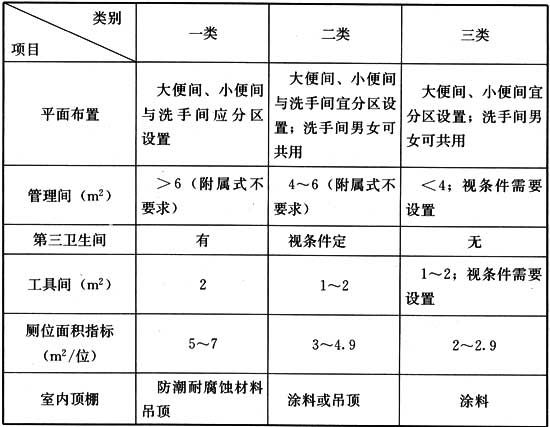 类别
项目
一类
二类
三类
平面布置
大便间、小便间
与洗手间应分区
设置
大便间、小便间
与洗手间宜分区设
置；洗手间男女可
共用
大便间、小便间宜
分区设置；洗手间男
女可共用
管理间（m²）
＞6（附属式不
要求）
4～6（附属式不
要求）
＜4；视条件需要
设置
第三卫生间
有
视条件定
无
工具间（m²）
2
1～2
1～2；视条件需要
设置
厕位面积指标
（m²/位）
5～7
3～4.9
2～2.9
室内顶棚
防潮耐腐蚀材料
吊顶
涂料或吊顶
涂料